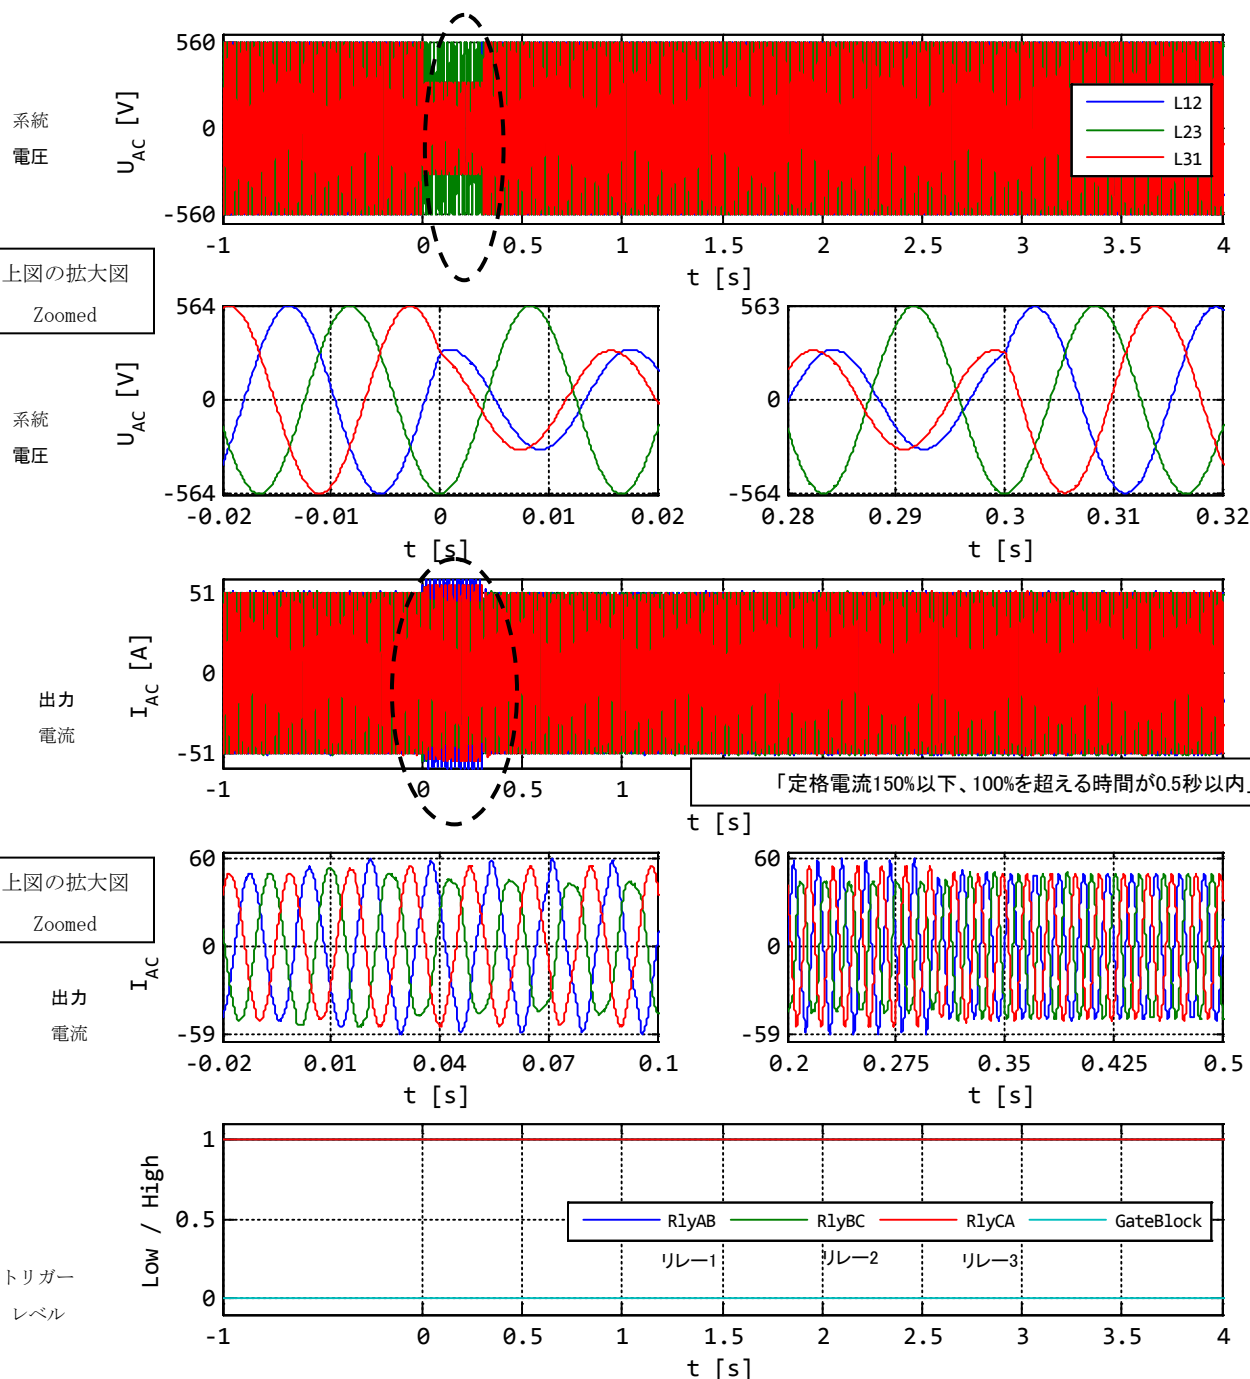 560
0
-560
U_AC [V]
系統
電圧
L12
L23
L31
-1 0 0.5 1 1.5 2 2.5 3 3.5 4
t [s]
上図の拡大図
Zoomed
系統
電圧
U_AC [V]
564
0
-564
-0.02 -0.01 0 0.01 0.02
t [s]
563
0
-564
0.28 0.29 0.3 0.31 0.32
t [s]
出力
電流
I_AC [A]
51
0
-51
-1 0 0.5 1
t [s]
「定格電流150%以下、100%を超える時間が0.5秒以内」
上図の拡大図
Zoomed
出力
電流
I_AC
60
0
-59
-0.02 0.01 0.04 0.07 0.1
t [s]
60
0
-59
0.2 0.275 0.35 0.425 0.5
t [s]
トリガー
レベル
Low / High
1
0.5
0
RlyAB RlyBC RlyCA GateBlock
リレー1 リレー2 リレー3
-1 0 0.5 1 1.5 2 2.5 3 3.5 4
t [s]